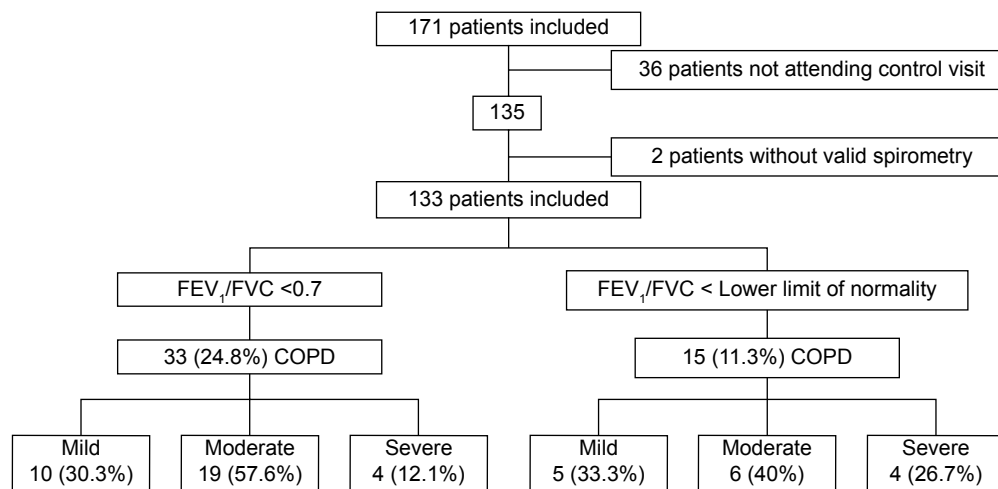 171 patients included
36 patients not attending control visit
135
2 patients without valid spirometry
133 patients included
FEV₁/FVC <0.7
FEV₁/FVC < Lower limit of normality
33 (24.8%) COPD
15 (11.3%) COPD
Mild
10 (30.3%)
Moderate
19 (57.6%)
Severe
4 (12.1%)
Mild
5 (33.3%)
Moderate
6 (40%)
Severe
4 (26.7%)